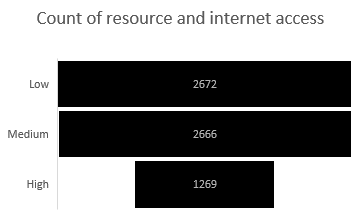 Count of resource and internet access
Low 2672
Medium 2666
High 1269